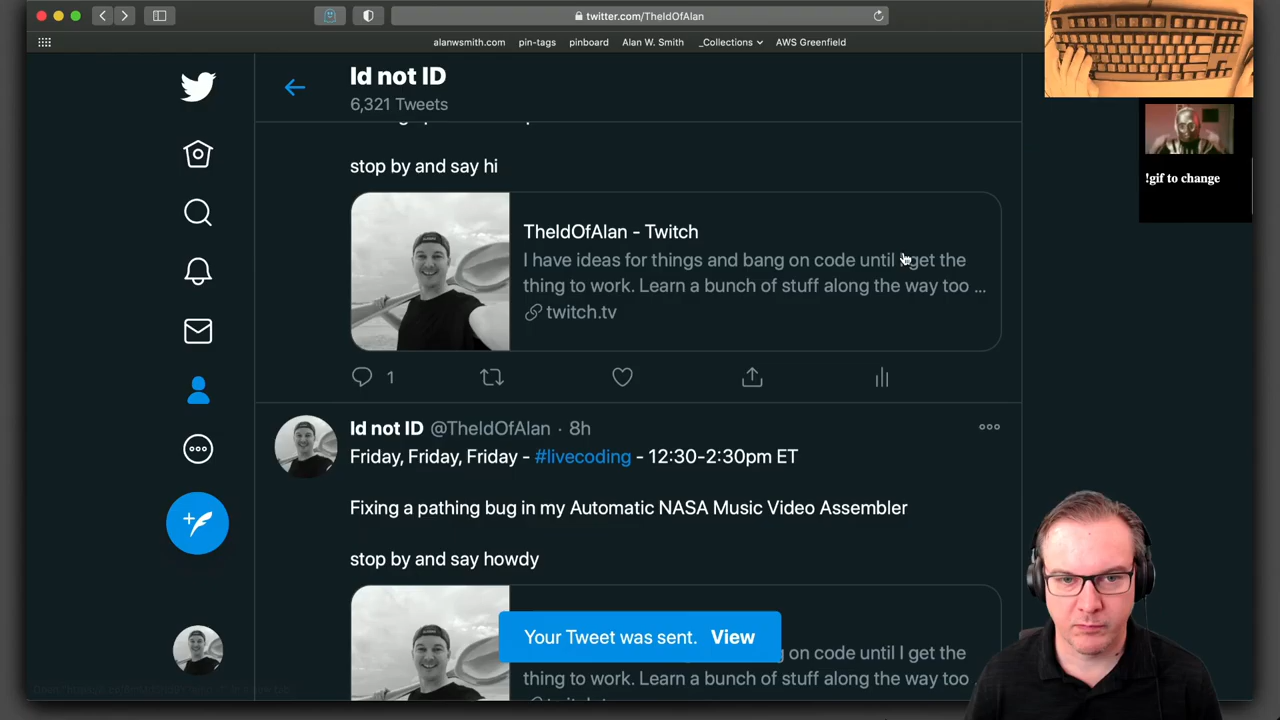 twitter.com/TheIdOfAlan
alanwsmith.com pin-tags pinboard Alan W. Smith _Collections AWS Greenfield
Id not ID
6,321 Tweets
stop by and say hi
TheIdOfAlan - Twitch
I have ideas for things and bang on code until I get the
thing to work. Learn a bunch of stuff along the way too ...
twitch.tv
1
Id not ID @TheIdOfAlan · 8h
Friday, Friday, Friday - #livecoding - 12:30-2:30pm ET
Fixing a pathing bug in my Automatic NASA Music Video Assembler
stop by and say howdy
on code until I get the
thing to work. Learn a bunch of stuff along the way too
Your Tweet was sent. View
!gif to change